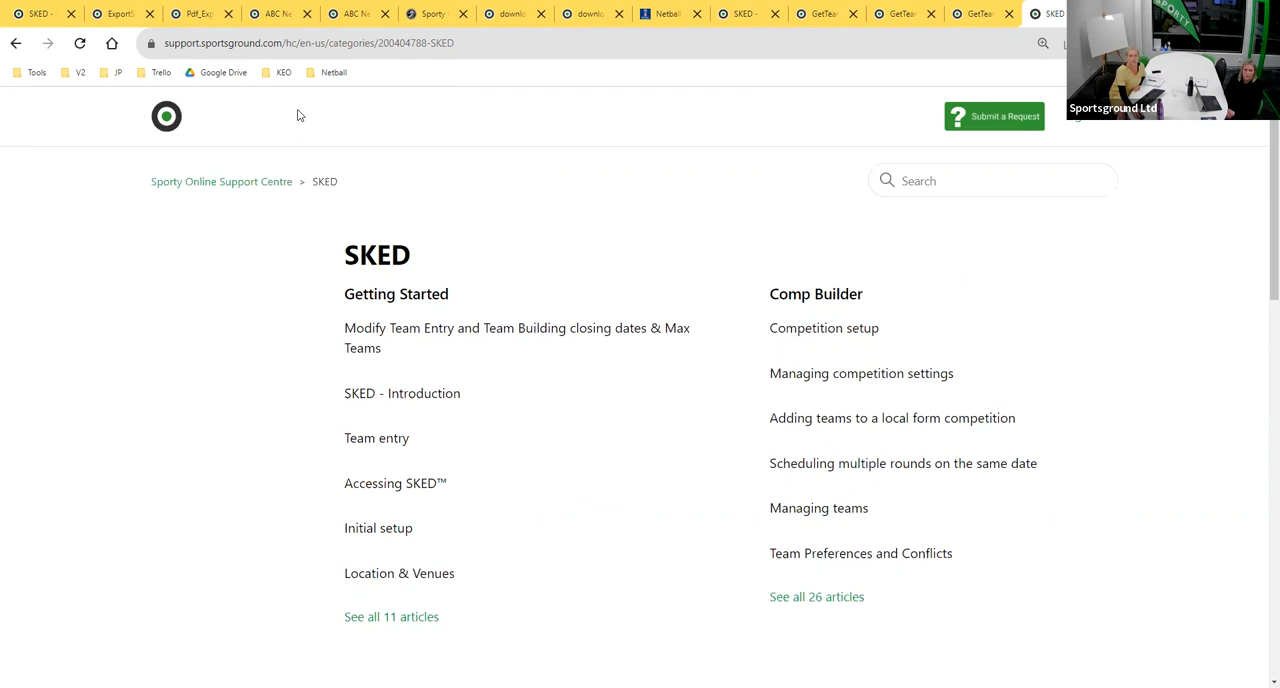 SKED -
ExportS
Pdf_Exp
ABC Ne
ABC Ne
Sporty
downlo
downlo
Netball
SKED -
GetTear
GetTear
GetTear
SKED
support.sportsground.com/hc/en-us/categories/200404788-SKED
Tools
V2
JP
Trello
Google Drive
KEO
Netball
SPORTY
Sportsground Ltd
? Submit a Request
Sporty Online Support Centre > SKED
Search
SKED
Getting Started
Modify Team Entry and Team Building closing dates & Max
Teams
SKED - Introduction
Team entry
Accessing SKED™
Initial setup
Location & Venues
See all 11 articles
Comp Builder
Competition setup
Managing competition settings
Adding teams to a local form competition
Scheduling multiple rounds on the same date
Managing teams
Team Preferences and Conflicts
See all 26 articles